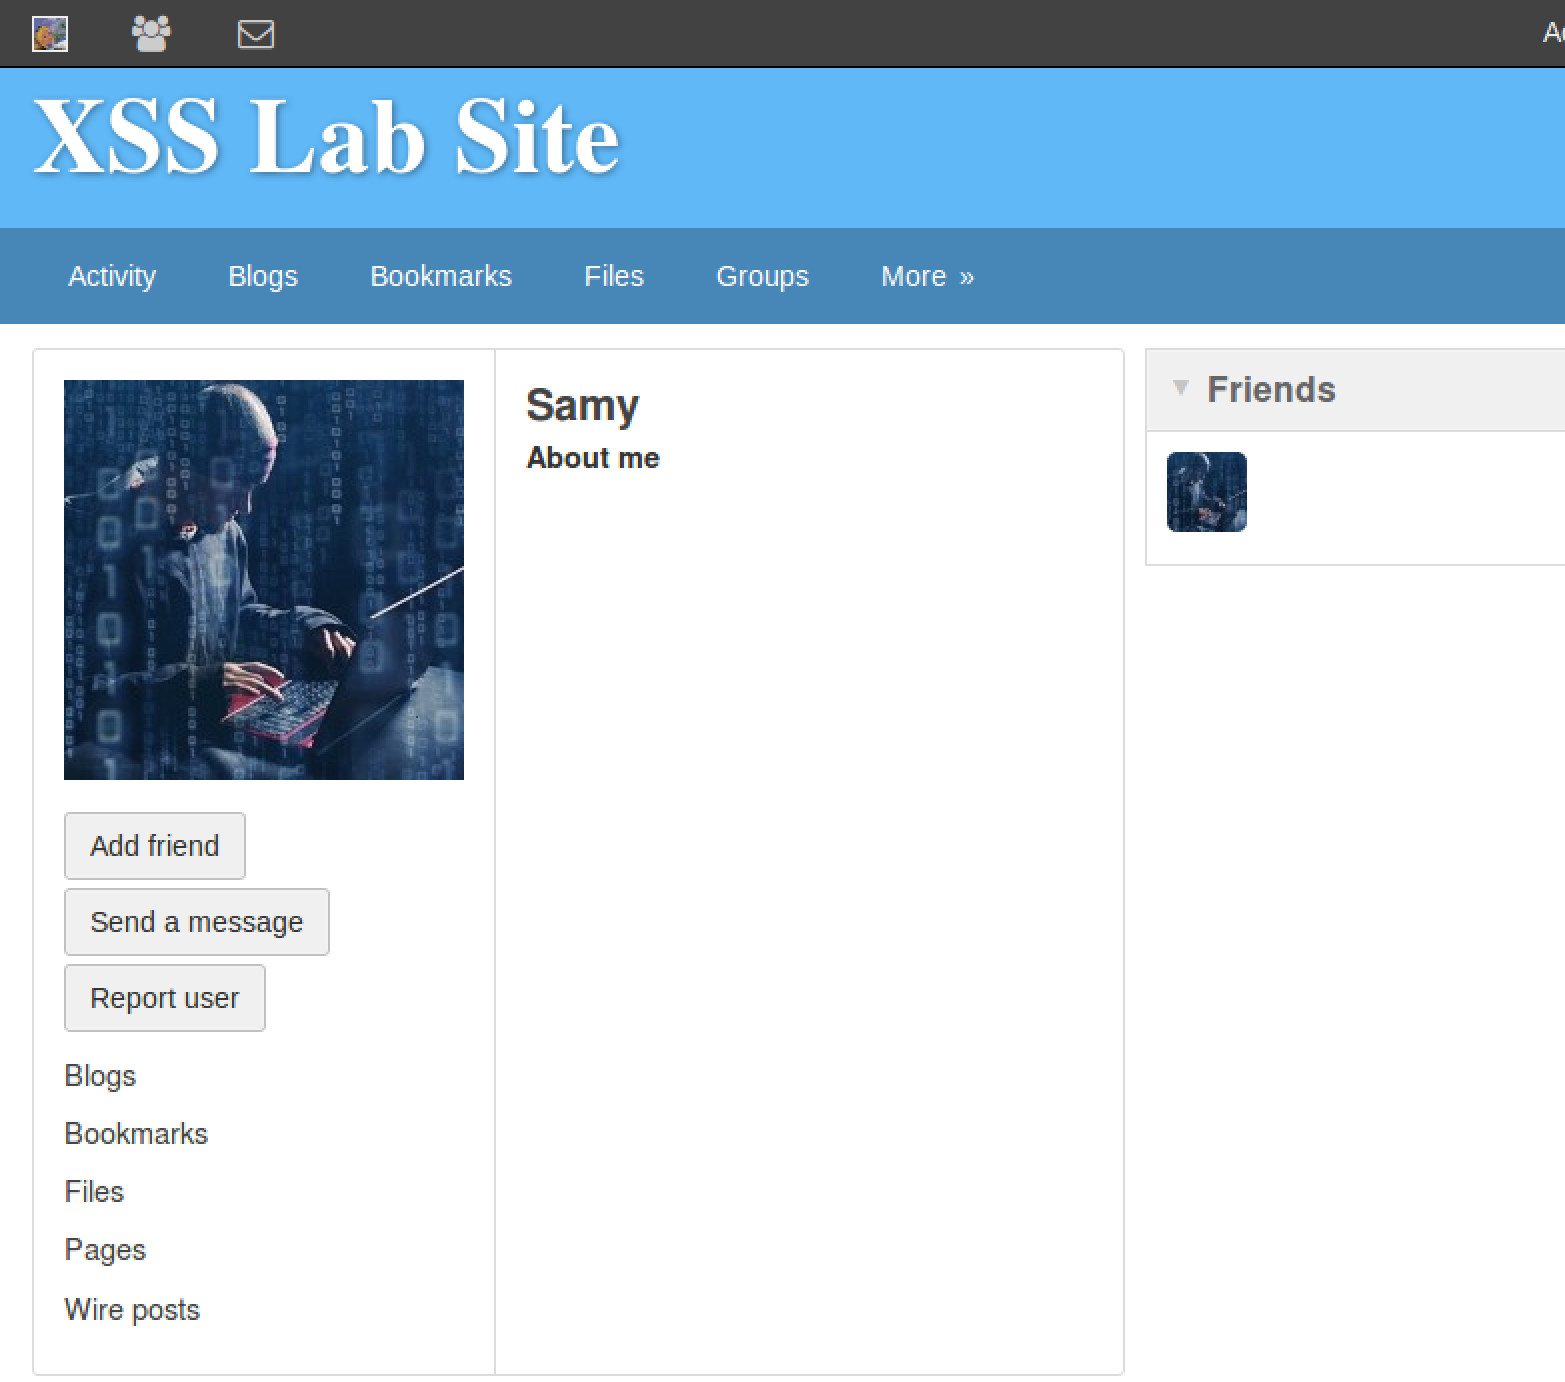 XSS Lab Site
Activity Blogs Bookmarks Files Groups More »
Samy
About me
Friends
Add friend
Send a message
Report user
Blogs
Bookmarks
Files
Pages
Wire posts